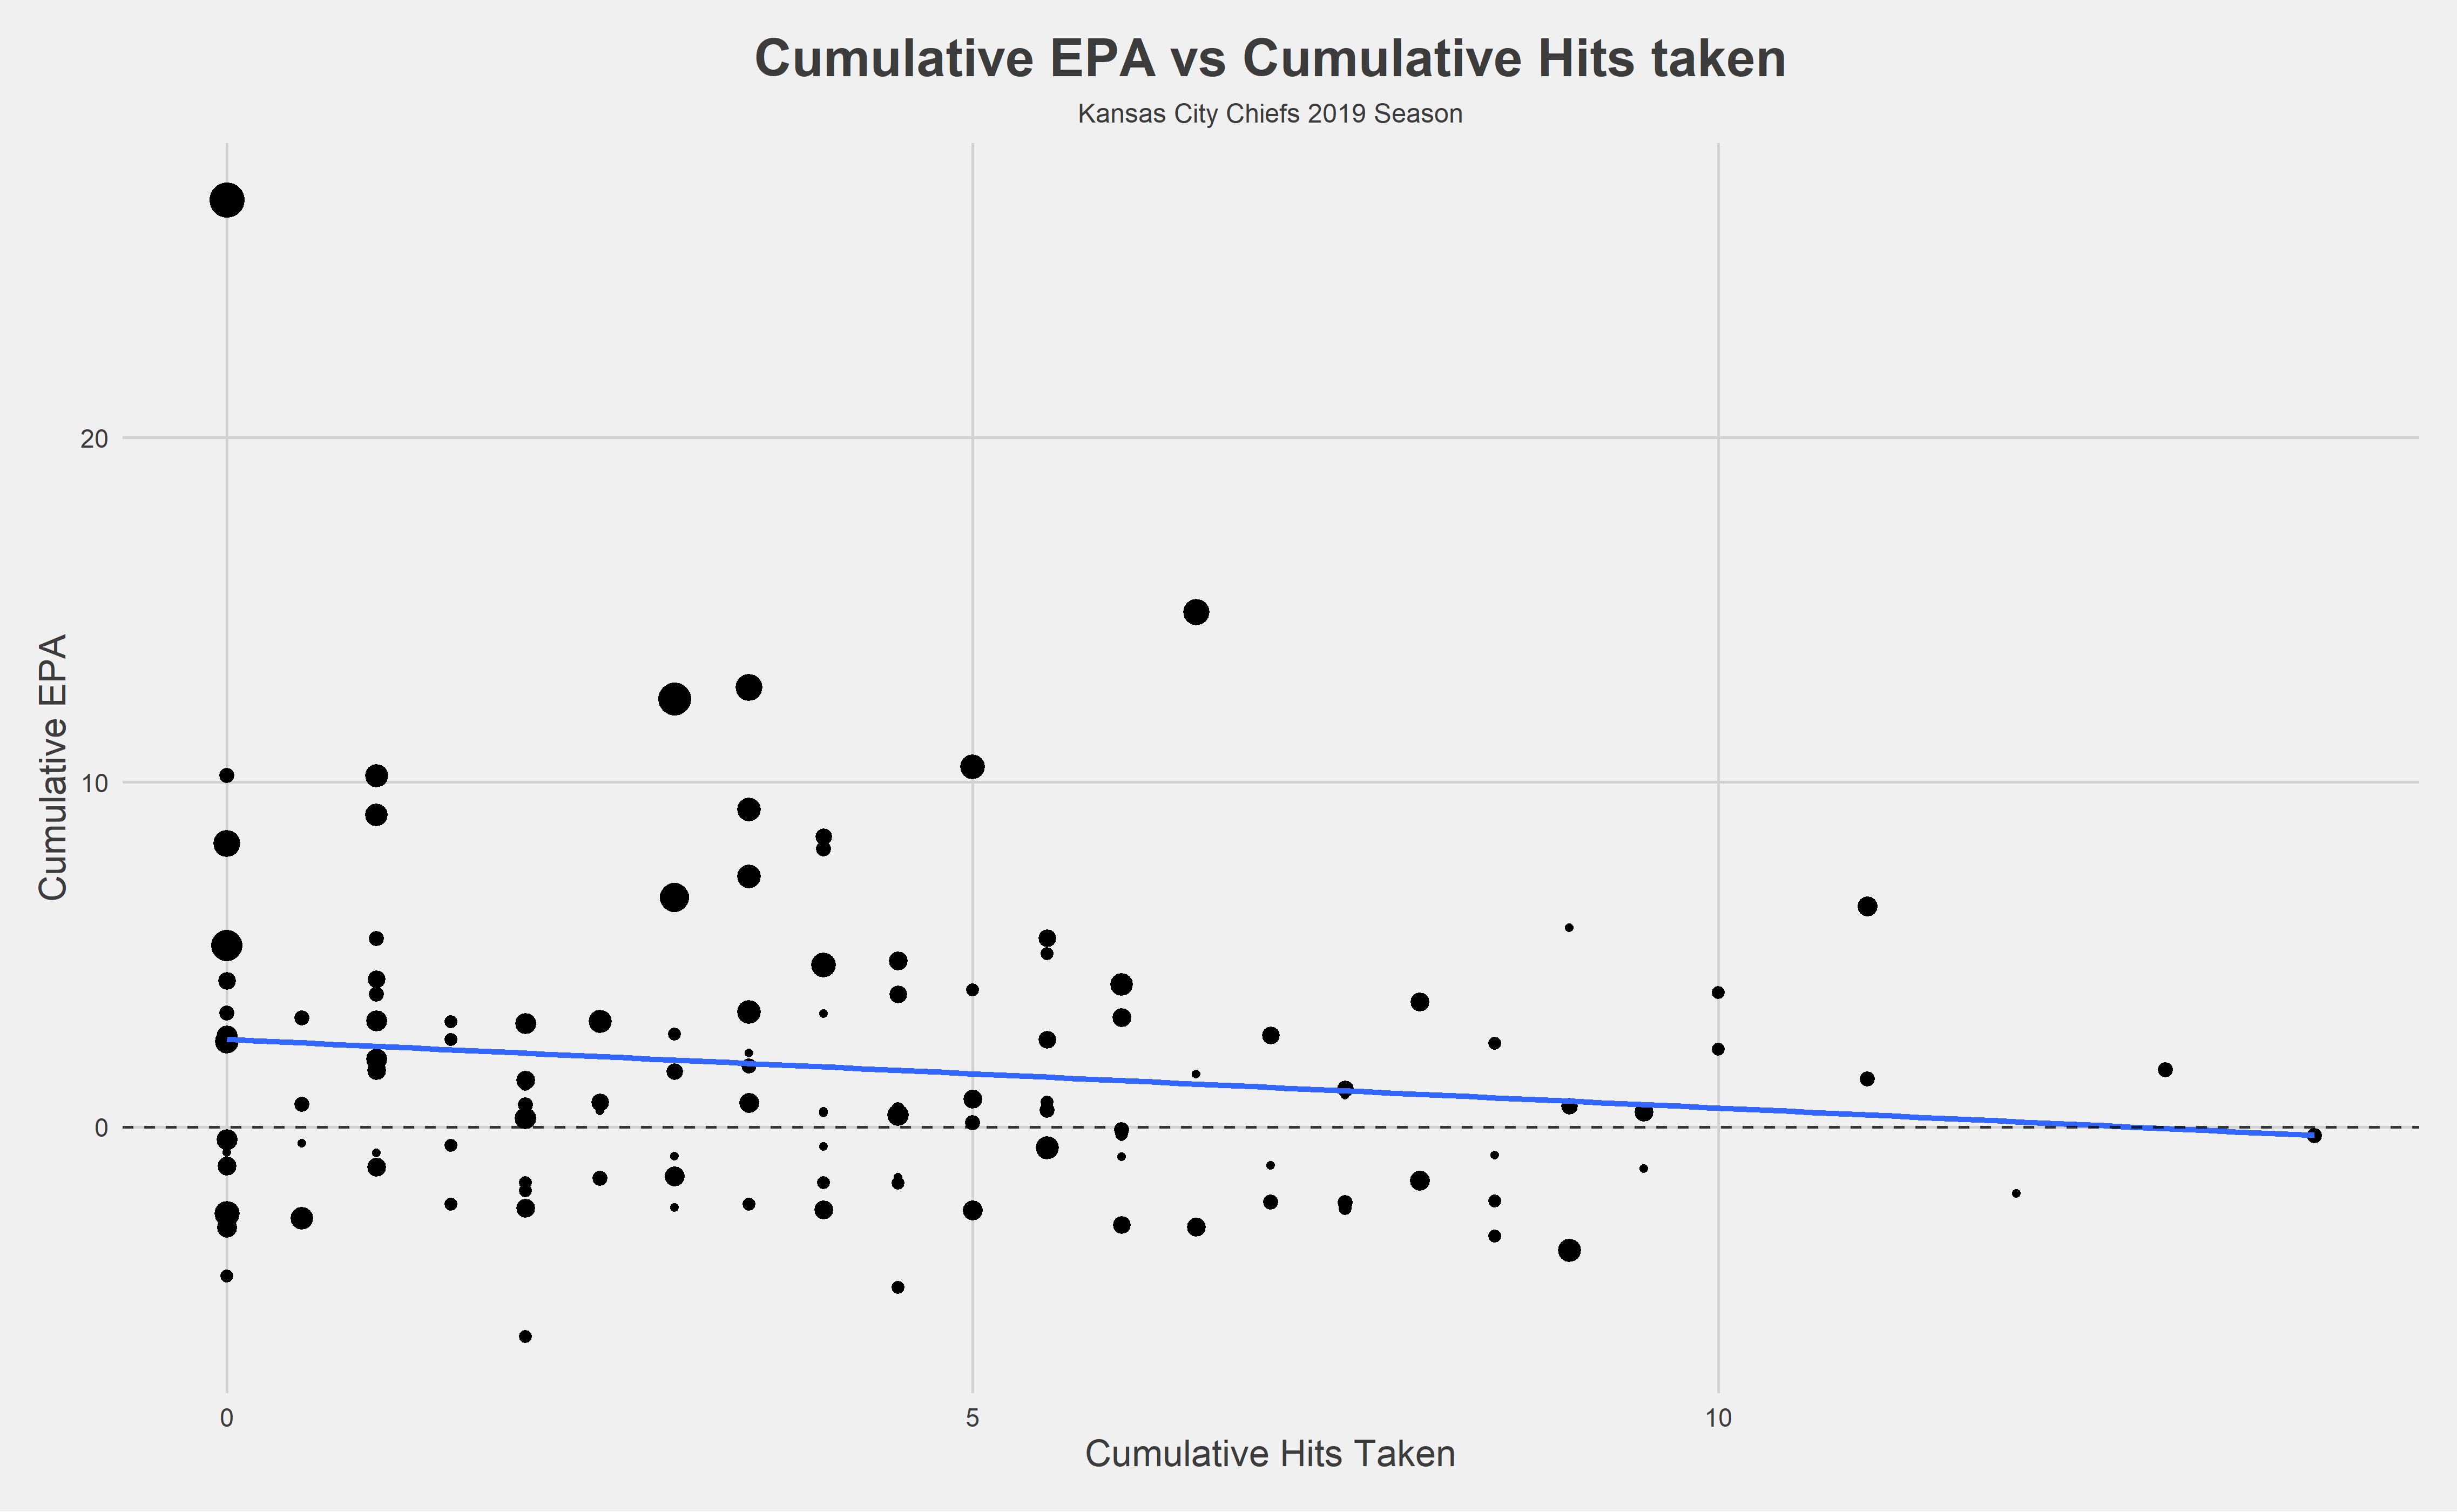 Cumulative EPA vs Cumulative Hits taken
Kansas City Chiefs 2019 Season
Cumulative EPA
20
10
0
0
5
10
Cumulative Hits Taken